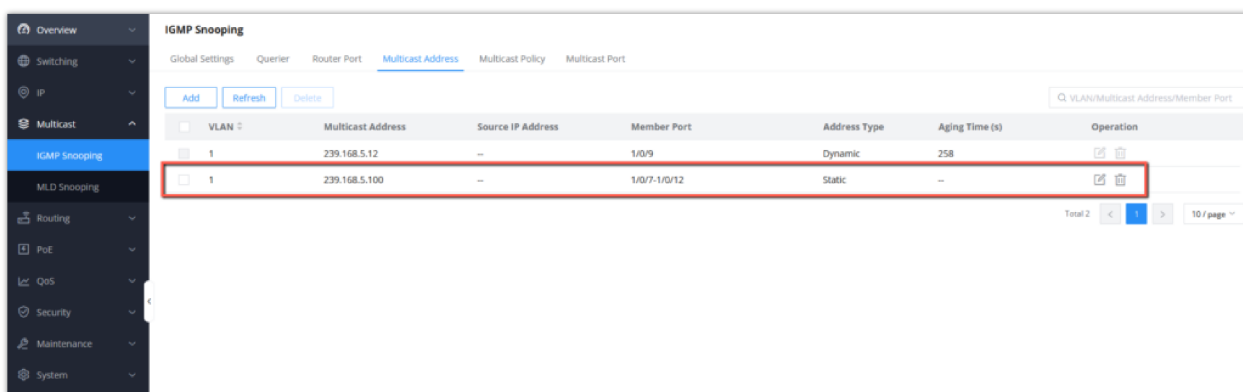 Overview
Switching
IP
Multicast
IGMP Snooping
MLD Snooping
Routing
PoE
QoS
Security
Maintenance
System
IGMP Snooping
Global Settings Querier Router Port Multicast Address Multicast Policy Multicast Port
Add Refresh Delete VLAN/Multicast Address/Member Port
VLAN Multicast Address Source IP Address Member Port Address Type Aging Time (s) Operation
1 239.168.5.12 -- 1/0/9 Dynamic 258
1 239.168.5.100 -- 1/0/7-1/0/12 Static --
Total 2 < 1 > 10 / page